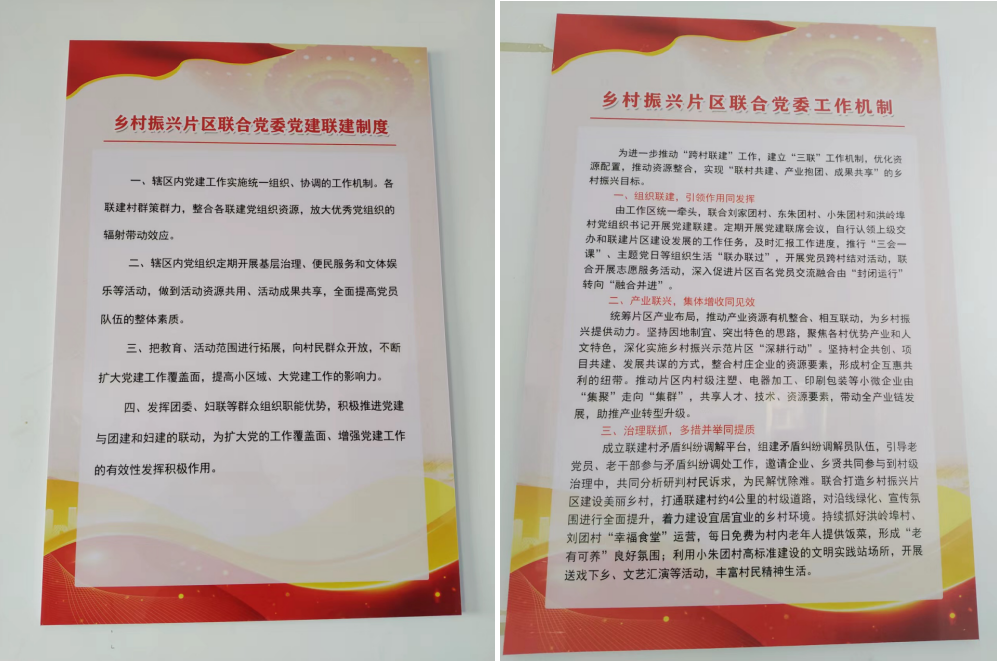 乡村振兴片区联合党委党建联建制度
一、辖区内党建工作实施统一组织、协调的工作机制。各
联建村群策群力，整合各联建党组织资源，放大优秀党组织的
辐射带动效应。
二、辖区内党组织定期开展基层治理、便民服务和文体娱
乐等活动，做到活动资源共用、活动成果共享，全面提高党员
队伍的整体素质。
三、把教育、活动范围进行拓展，向村民群众开放，不断
扩大党建工作覆盖面，提高小区域、大党建工作的影响力。
四、发挥团委、妇联等群众组织职能优势，积极推进党建
与团建和妇建的联动，为扩大党的工作覆盖面、增强党建工作
的有效性发挥积极作用。
乡村振兴片区联合党委工作机制
为进一步推动“跨村联建”工作，建立“三联”工作机制，优化资
源配置，推动资源整合，实现“联村共建、产业抱团、成果共享”的乡
村振兴目标。
一、组织联建，引领作用同发挥
由工作区统一牵头，联合刘家团村、东朱团村、小朱团村和洪岭埠
村党组织书记开展党建联建。定期开展党建联席会议，自行认领上级交
办和联建片区建设发展的工作任务，及时汇报工作进度，推行“三会一
课”、主题党日等组织生活“联办联过”，开展党员跨村结对活动，联
合开展志愿服务活动，深入促进片区百名党员交流融合由“封闭运行”
转向“融合并进”。
二、产业联兴，集体增收同见效
统筹片区产业布局，推动产业资源有机整合、相互联动，为乡村振
兴提供动力。坚持因地制宜、突出特色的思路，聚焦各村优势产业和人
文特色，深化实施乡村振兴示范片区“深耕行动”。坚持村企共创、项
目共建、发展共谋的方式，整合村庄企业的资源要素，形成村企互惠共
利的纽带。推动片区内村级注塑、电器加工、印刷包装等小微企业由
“集聚”走向“集群”，共享人才、技术、资源要素，带动全产业链发
展，助推产业转型升级。
三、治理联抓，多措并举同提质
成立联建村矛盾纠纷调解平台，组建矛盾纠纷调解员队伍，引导老
党员、老干部参与矛盾纠纷调处工作，邀请企业、乡贤共同参与到村级
治理中，共同分析研判村民诉求，为民解忧除难。联合打造乡村振兴片
区建设美丽乡村，打通联建村约4公里的村级道路，对沿线绿化、宣传氛
围进行全面提升，着力建设宜居宜业的乡村环境。持续抓好洪岭埠村、
刘团村“幸福食堂”运营，每日免费为村内老年人提供饭菜，形成“老
有可养”良好氛围；利用小朱团村高标准建设的文明实践站场所，开展
送戏下乡、文艺汇演等活动，丰富村民精神生活。